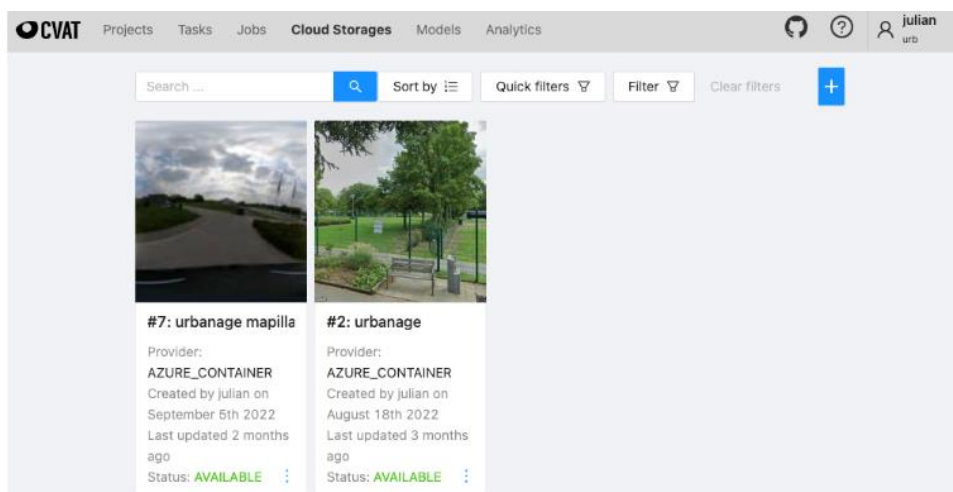 CVAT Projects Tasks Jobs Cloud Storages Models Analytics julian
urb
Search ... Sort by Quick filters Filter Clear filters +
#7: urbanage mapilla
Provider:
AZURE_CONTAINER
Created by julian on
September 5th 2022
Last updated 2 months
ago
Status: AVAILABLE
#2: urbanage
Provider:
AZURE_CONTAINER
Created by julian on
August 18th 2022
Last updated 3 months
ago
Status: AVAILABLE